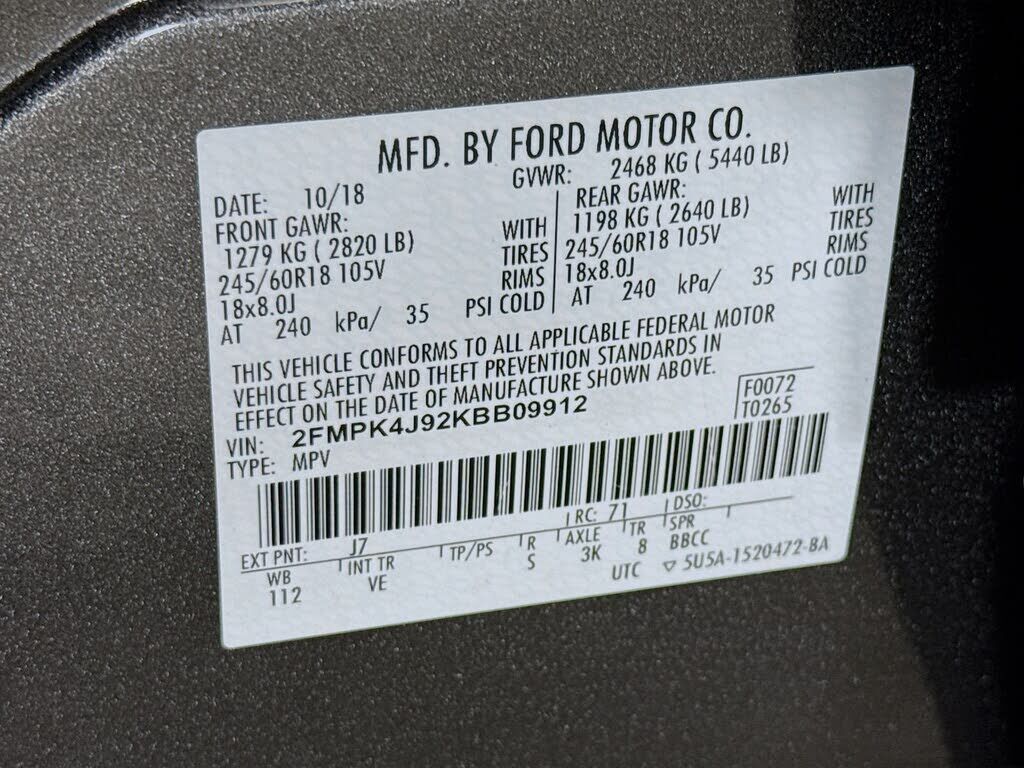 MFD. BY FORD MOTOR CO.
DATE: 10/18 GVWR: 2468 KG ( 5440 LB)
FRONT GAWR: REAR GAWR:
1279 KG ( 2820 LB) WITH 1198 KG ( 2640 LB) WITH
245/60R18 105V TIRES 245/60R18 105V TIRES
18x8.0J RIMS 18x8.0J RIMS
AT 240 kPa/ 35 PSI COLD AT 240 kPa/ 35 PSI COLD
THIS VEHICLE CONFORMS TO ALL APPLICABLE FEDERAL MOTOR
VEHICLE SAFETY AND THEFT PREVENTION STANDARDS IN
EFFECT ON THE DATE OF MANUFACTURE SHOWN ABOVE.
VIN: 2FMPK4J92KBB09912 F0072
TYPE: MPV T0265
EXT PNT: J7 RC: 71 DSO:
WB INT TR TP/PS R AXLE TR SPR
112 VE S 3K 8 BBCC
UTC ▽ 5U5A-1520472-BA